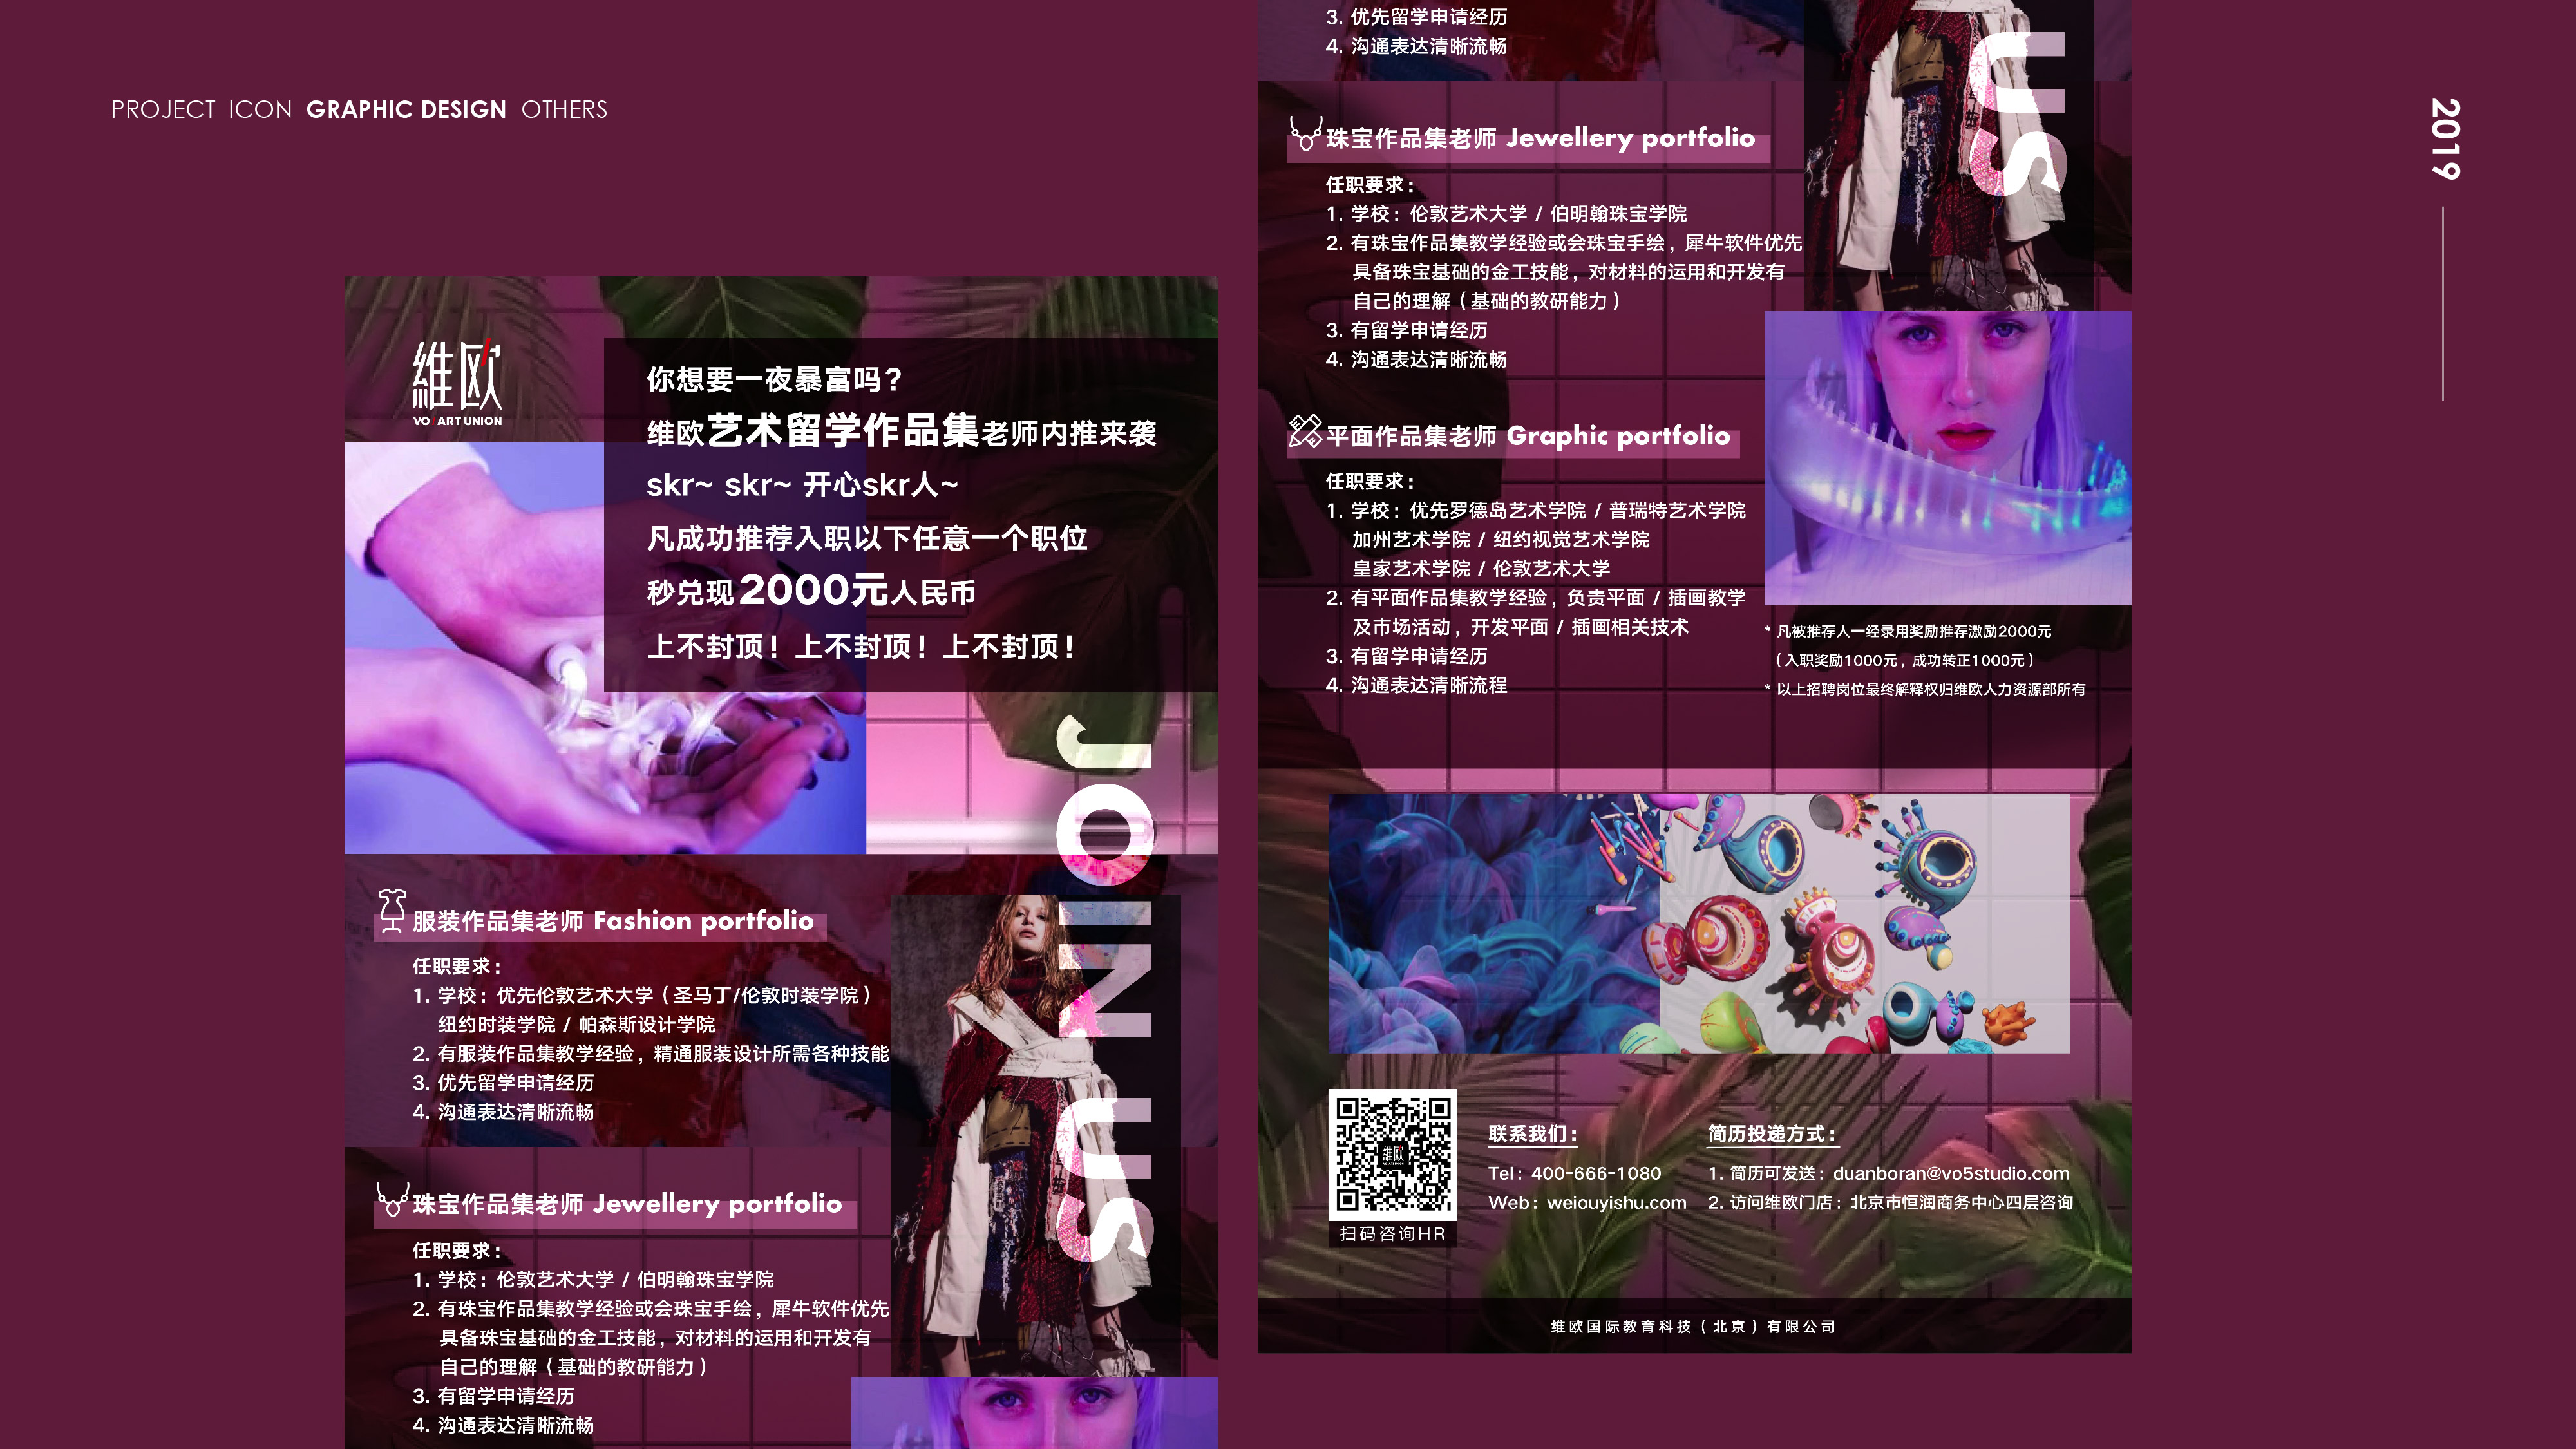 PROJECT ICON GRAPHIC DESIGN OTHERS
2019
維欧
VO ART UNION
你想要一夜暴富吗?
维欧艺术留学作品集老师内推来袭
skr~ skr~ 开心skr人~
凡成功推荐入职以下任意一个职位
秒兑现2000元人民币
上不封顶! 上不封顶! 上不封顶!
JOIN us
服装作品集老师 Fashion portfolio
任职要求:
1. 学校: 优先伦敦艺术大学 (圣马丁/伦敦时装学院)
纽约时装学院 / 帕森斯设计学院
2. 有服装作品集教学经验, 精通服装设计所需各种技能
3. 优先留学申请经历
4. 沟通表达清晰流畅
珠宝作品集老师 Jewellery portfolio
任职要求:
1. 学校: 伦敦艺术大学 / 伯明翰珠宝学院
2. 有珠宝作品集教学经验或会珠宝手绘, 犀牛软件优先
具备珠宝基础的金工技能, 对材料的运用和开发有
自己的理解 (基础的教研能力)
3. 有留学申请经历
4. 沟通表达清晰流畅
3. 优先留学申请经历
4. 沟通表达清晰流畅
us
珠宝作品集老师 Jewellery portfolio
任职要求:
1. 学校: 伦敦艺术大学 / 伯明翰珠宝学院
2. 有珠宝作品集教学经验或会珠宝手绘, 犀牛软件优先
具备珠宝基础的金工技能, 对材料的运用和开发有
自己的理解 (基础的教研能力)
3. 有留学申请经历
4. 沟通表达清晰流畅
平面作品集老师 Graphic portfolio
任职要求:
1. 学校: 优先罗德岛艺术学院 / 普瑞特艺术学院
加州艺术学院 / 纽约视觉艺术学院
皇家艺术学院 / 伦敦艺术大学
2. 有平面作品集教学经验, 负责平面 / 插画教学
及市场活动, 开发平面 / 插画相关技术
3. 有留学申请经历
4. 沟通表达清晰流程
* 凡被推荐人一经录用奖励推荐激励2000元
(入职奖励1000元, 成功转正1000元)
* 以上招聘岗位最终解释权归维欧人力资源部所有
維欧
扫码咨询HR
联系我们:
Tel: 400-666-1080
Web: weiouyishu.com
简历投递方式:
1. 简历可发送: duanboran@vo5studio.com
2. 访问维欧门店: 北京市恒润商务中心四层咨询
维欧国际教育科技 (北京) 有限公司